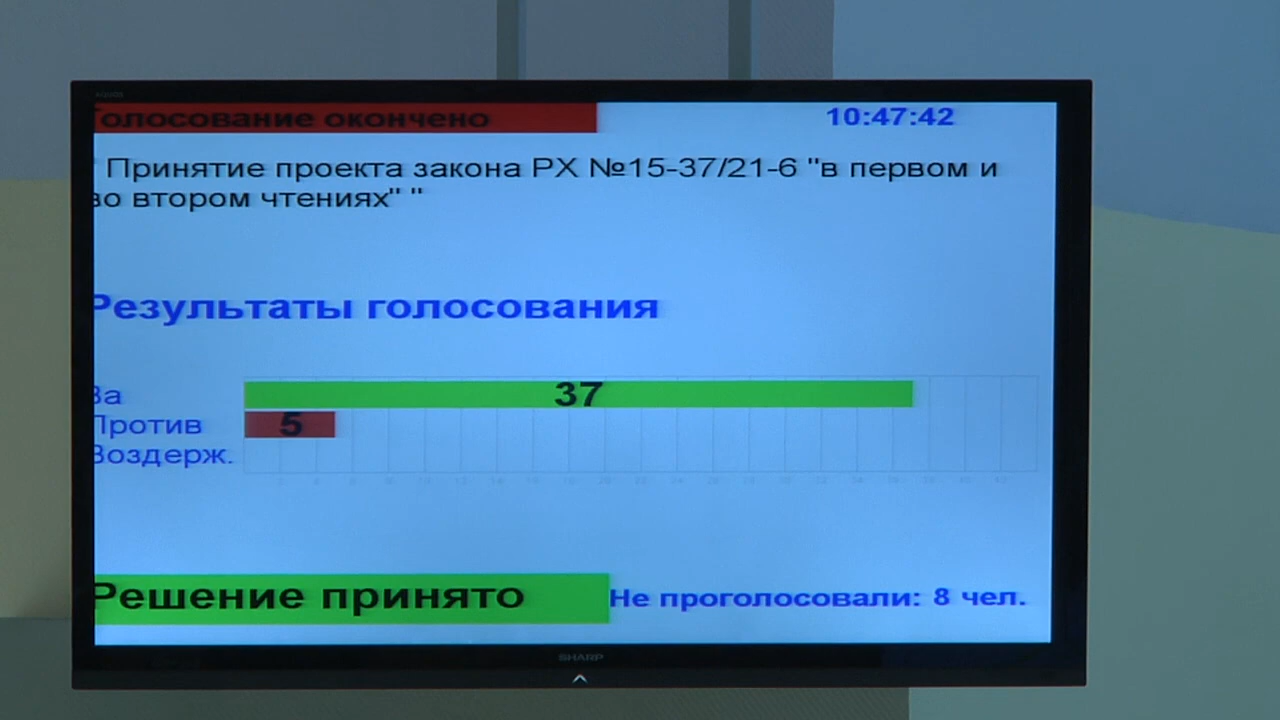 Голосование окончено
10:47:42
Принятие проекта закона РХ №15-37/21-6 "в первом и
во втором чтениях" "
Результаты голосования
За 37
Против 5
Воздерж.
Решение принято
Не проголосовали: 8 чел.
SHARP